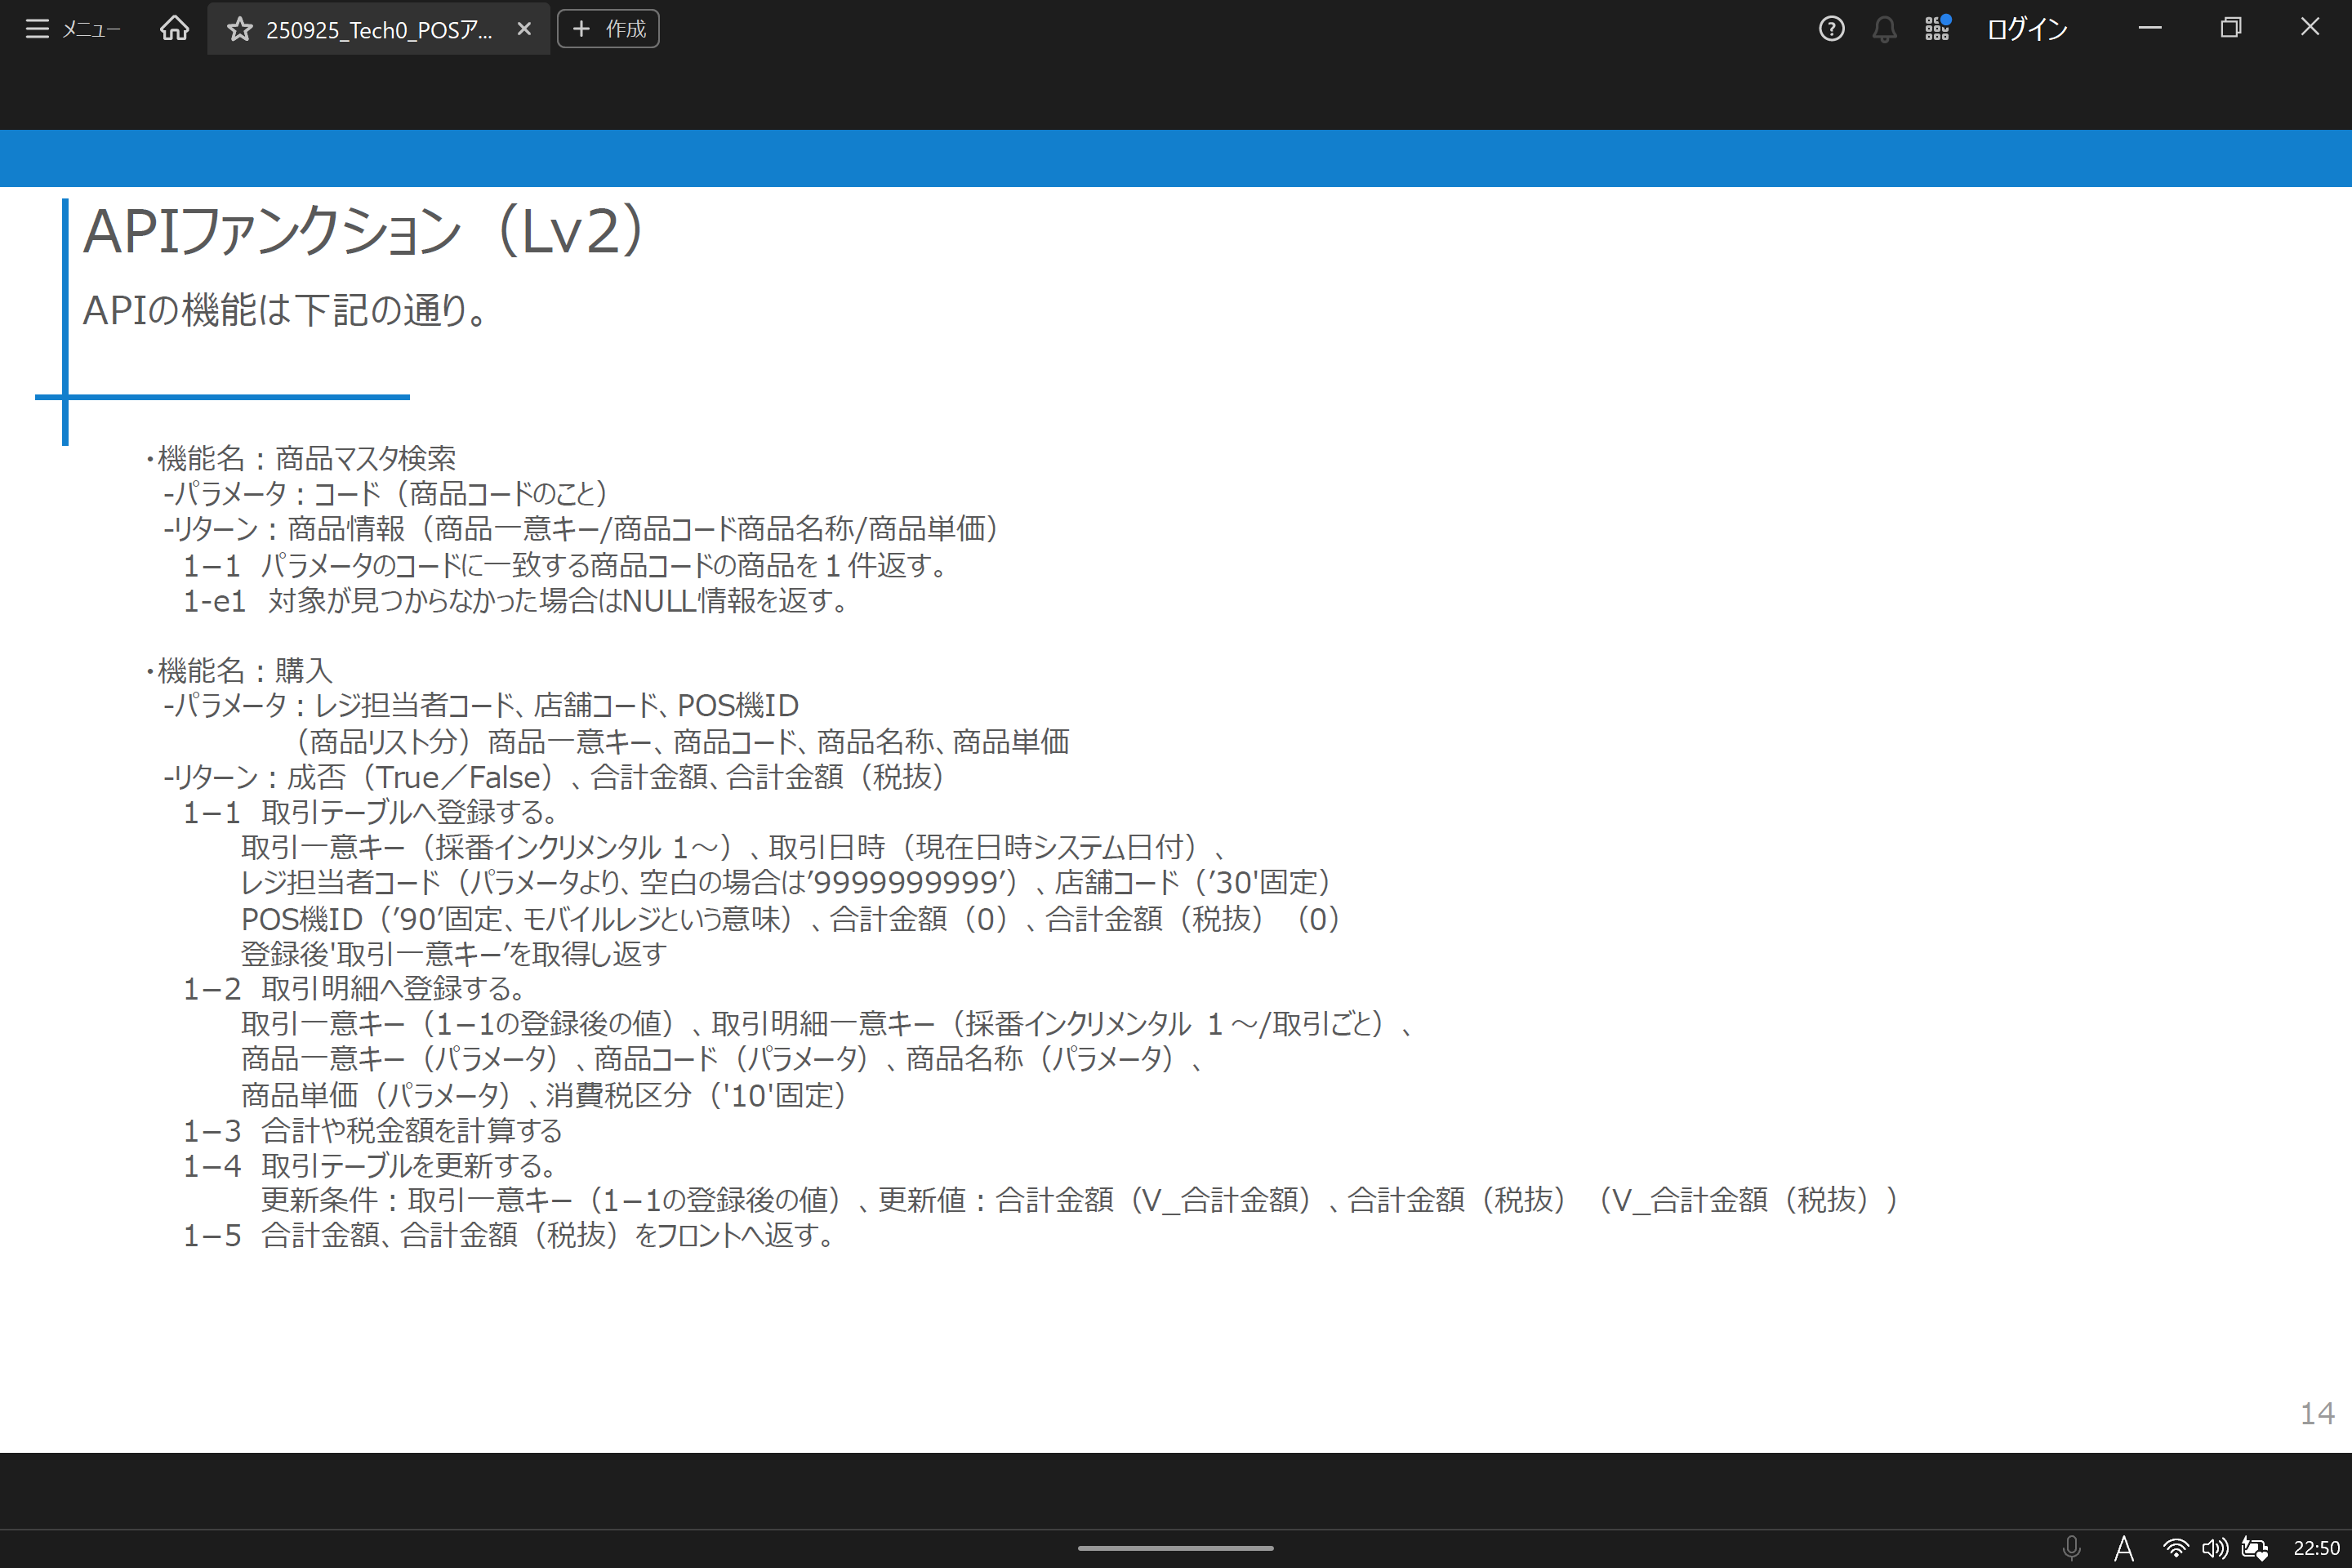 メニュー
250925_Tech0_POSア...
作成
ログイン
APIファンクション（Lv2）
APIの機能は下記の通り。
・機能名：商品マスタ検索
-パラメータ：コード（商品コードのこと）
-リターン：商品情報（商品一意キー/商品コード商品名称/商品単価）
1−1 パラメータのコードに一致する商品コードの商品を１件返す。
1-e1 対象が見つからなかった場合はNULL情報を返す。
・機能名：購入
-パラメータ：レジ担当者コード、店舗コード、POS機ID
（商品リスト分）商品一意キー、商品コード、商品名称、商品単価
-リターン：成否（True／False）、合計金額、合計金額（税抜）
1−1 取引テーブルへ登録する。
取引一意キー（採番インクリメンタル 1～）、取引日時（現在日時システム日付）、
レジ担当者コード（パラメータより、空白の場合は’9999999999’）、店舗コード（’30'固定）
POS機ID（’90’固定、モバイルレジという意味）、合計金額（0）、合計金額（税抜）（0）
登録後'取引一意キー’を取得し返す
1−2 取引明細へ登録する。
取引一意キー（1−1の登録後の値）、取引明細一意キー（採番インクリメンタル １～/取引ごと）、
商品一意キー（パラメータ）、商品コード（パラメータ）、商品名称（パラメータ）、
商品単価（パラメータ）、消費税区分（'10'固定）
1−3 合計や税金額を計算する
1−4 取引テーブルを更新する。
更新条件：取引一意キー（1−1の登録後の値）、更新値：合計金額（V_合計金額）、合計金額（税抜）（V_合計金額（税抜））
1−5 合計金額、合計金額（税抜）をフロントへ返す。
14
A
22:50